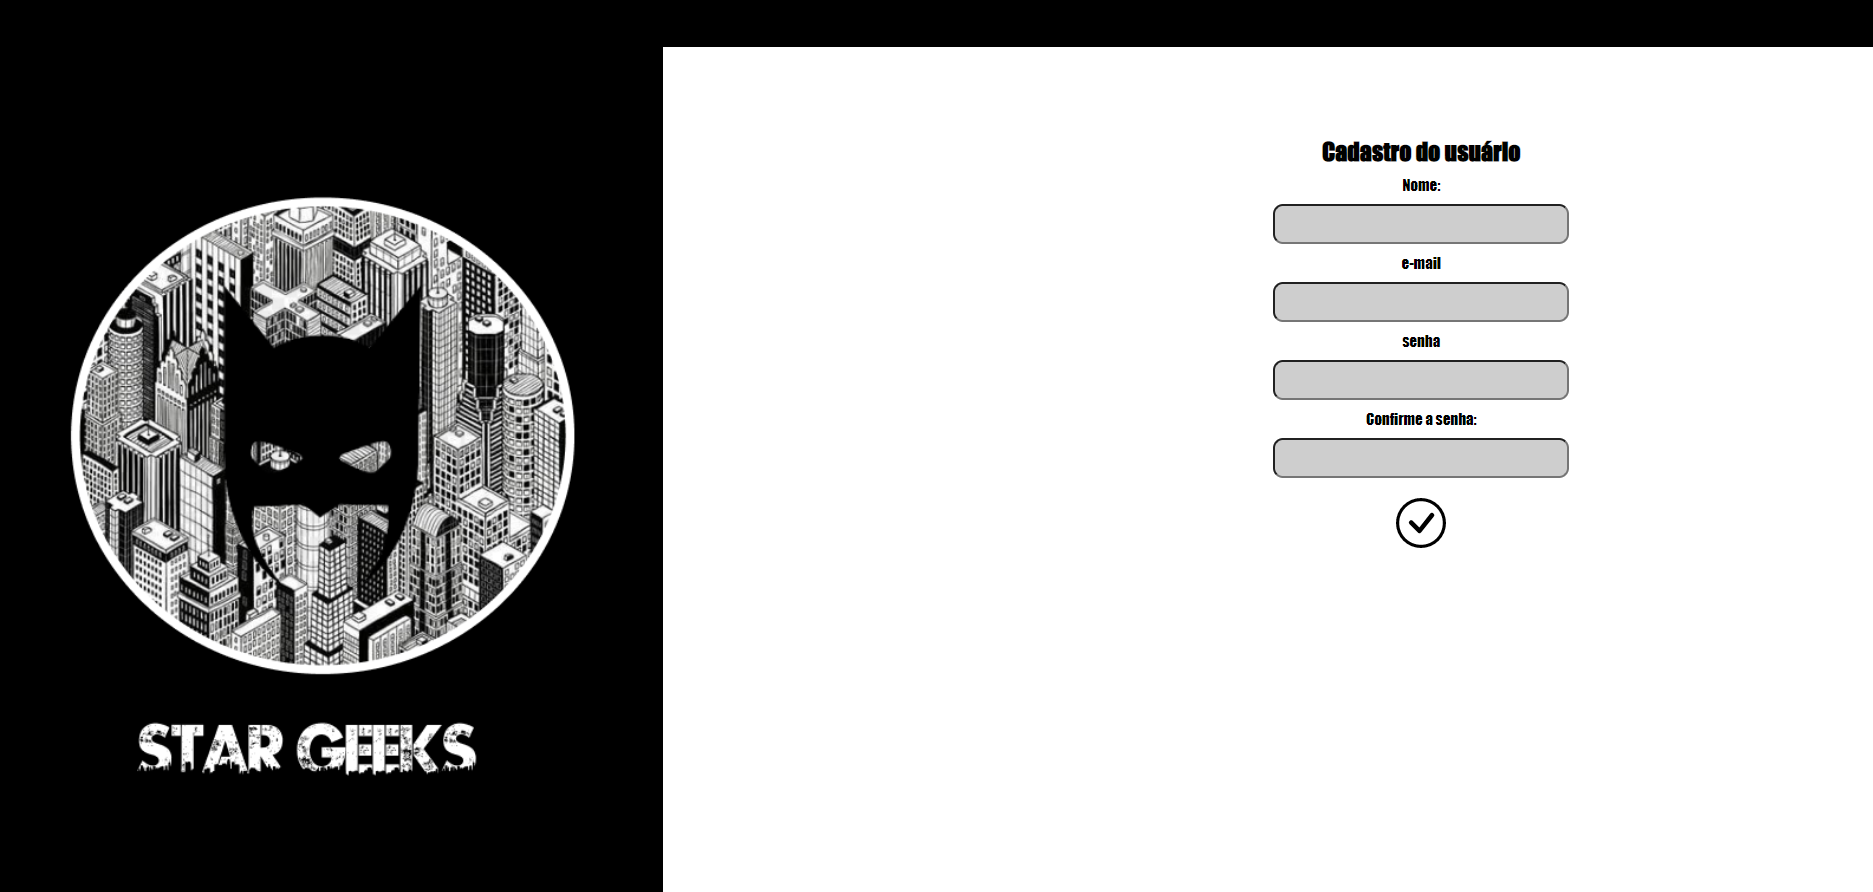 STAR GEEKS
Cadastro do usuário
Nome:
e-mail
senha
Confirme a senha: